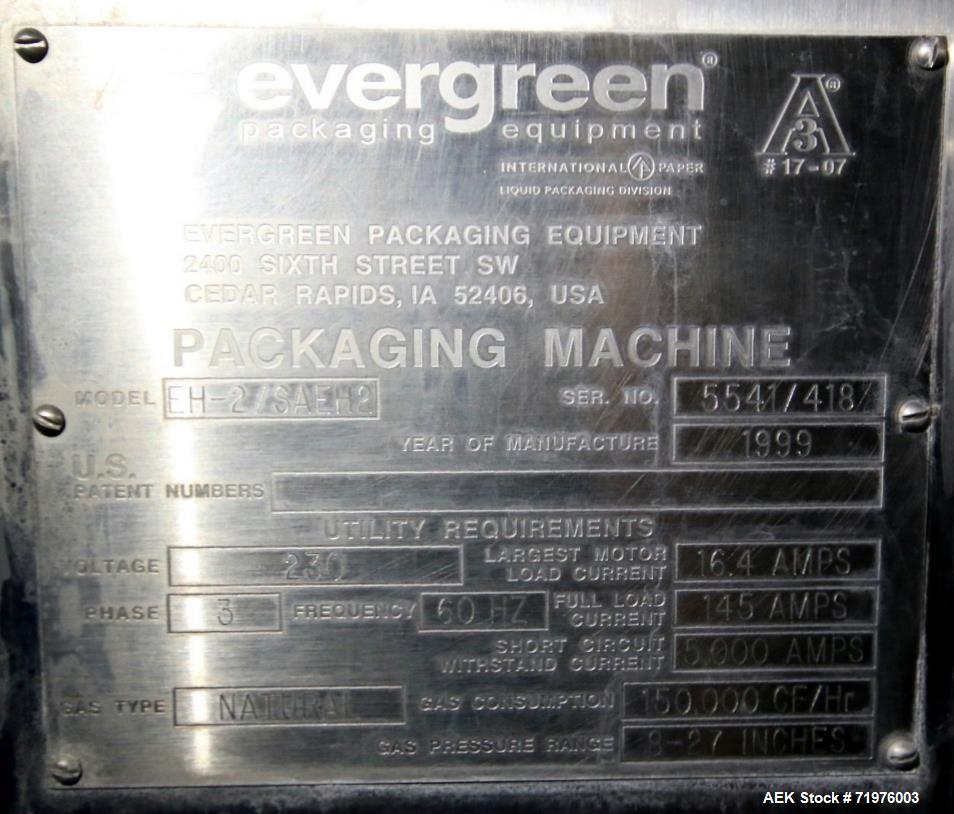 evergreen®
packaging equipment
A ®
3
# 17-07
INTERNATIONAL PAPER
LIQUID PACKAGING DIVISION
EVERGREEN PACKAGING EQUIPMENT
2400 SIXTH STREET SW
CEDAR RAPIDS, IA 52406, USA
PACKAGING MACHINE
MODEL EH-2/SAEH2 SER. NO. 5541/418
YEAR OF MANUFACTURE 1999
U.S.
PATENT NUMBERS
UTILITY REQUIREMENTS
VOLTAGE 230 LARGEST MOTOR LOAD CURRENT 16.4 AMPS
PHASE 3 FREQUENCY 60 HZ FULL LOAD CURRENT 145 AMPS
SHORT CIRCUIT WITHSTAND CURRENT 5,000 AMPS
GAS TYPE NATURAL GAS CONSUMPTION 150,000 CF/Hr
GAS PRESSURE RANGE 8-27 INCHES
AEK Stock # 71976003